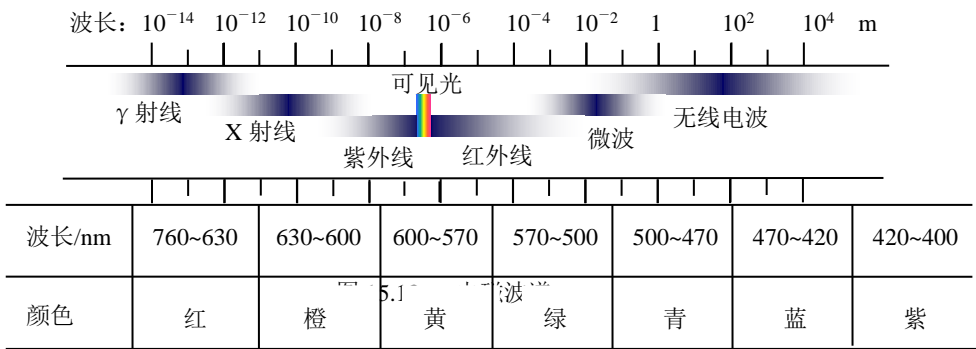 波长：10⁻¹⁴ 10⁻¹² 10⁻¹⁰ 10⁻⁸ 10⁻⁶ 10⁻⁴ 10⁻² 1 10² 10⁴ m
可见光
γ 射线
X 射线
无线电波
微波
紫外线
红外线
波长/nm 760~630 630~600 600~570 570~500 500~470 470~420 420~400
颜色 红 橙 黄 绿 青 蓝 紫